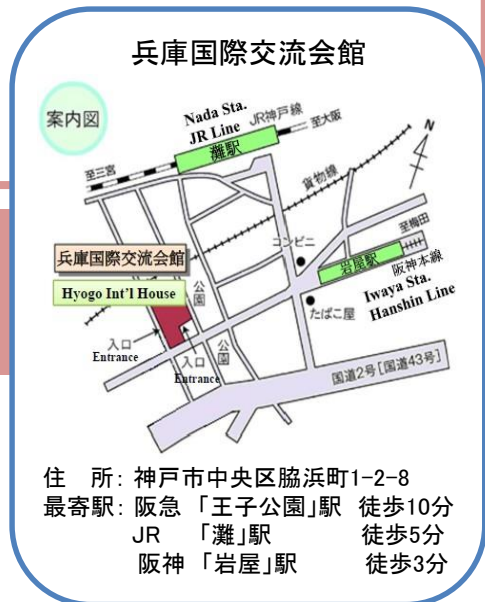 兵庫国際交流会館
案内図
Nada Sta.
JR Line
JR神戸線
至大阪
灘駅
至三宮
N
貨物線
コンビニ
至梅田
岩屋駅
阪神本線
Iwaya Sta.
Hanshin Line
兵庫国際交流会館
Hyogo Int'l House
公園
たばこ屋
入口
Entrance
入口
Entrance
公園
国道2号[国道43号]
住　所: 神戸市中央区脇浜町1-2-8
最寄駅: 阪急 「王子公園」駅 徒歩10分
JR 「灘」駅 徒歩5分
阪神 「岩屋」駅 徒歩3分